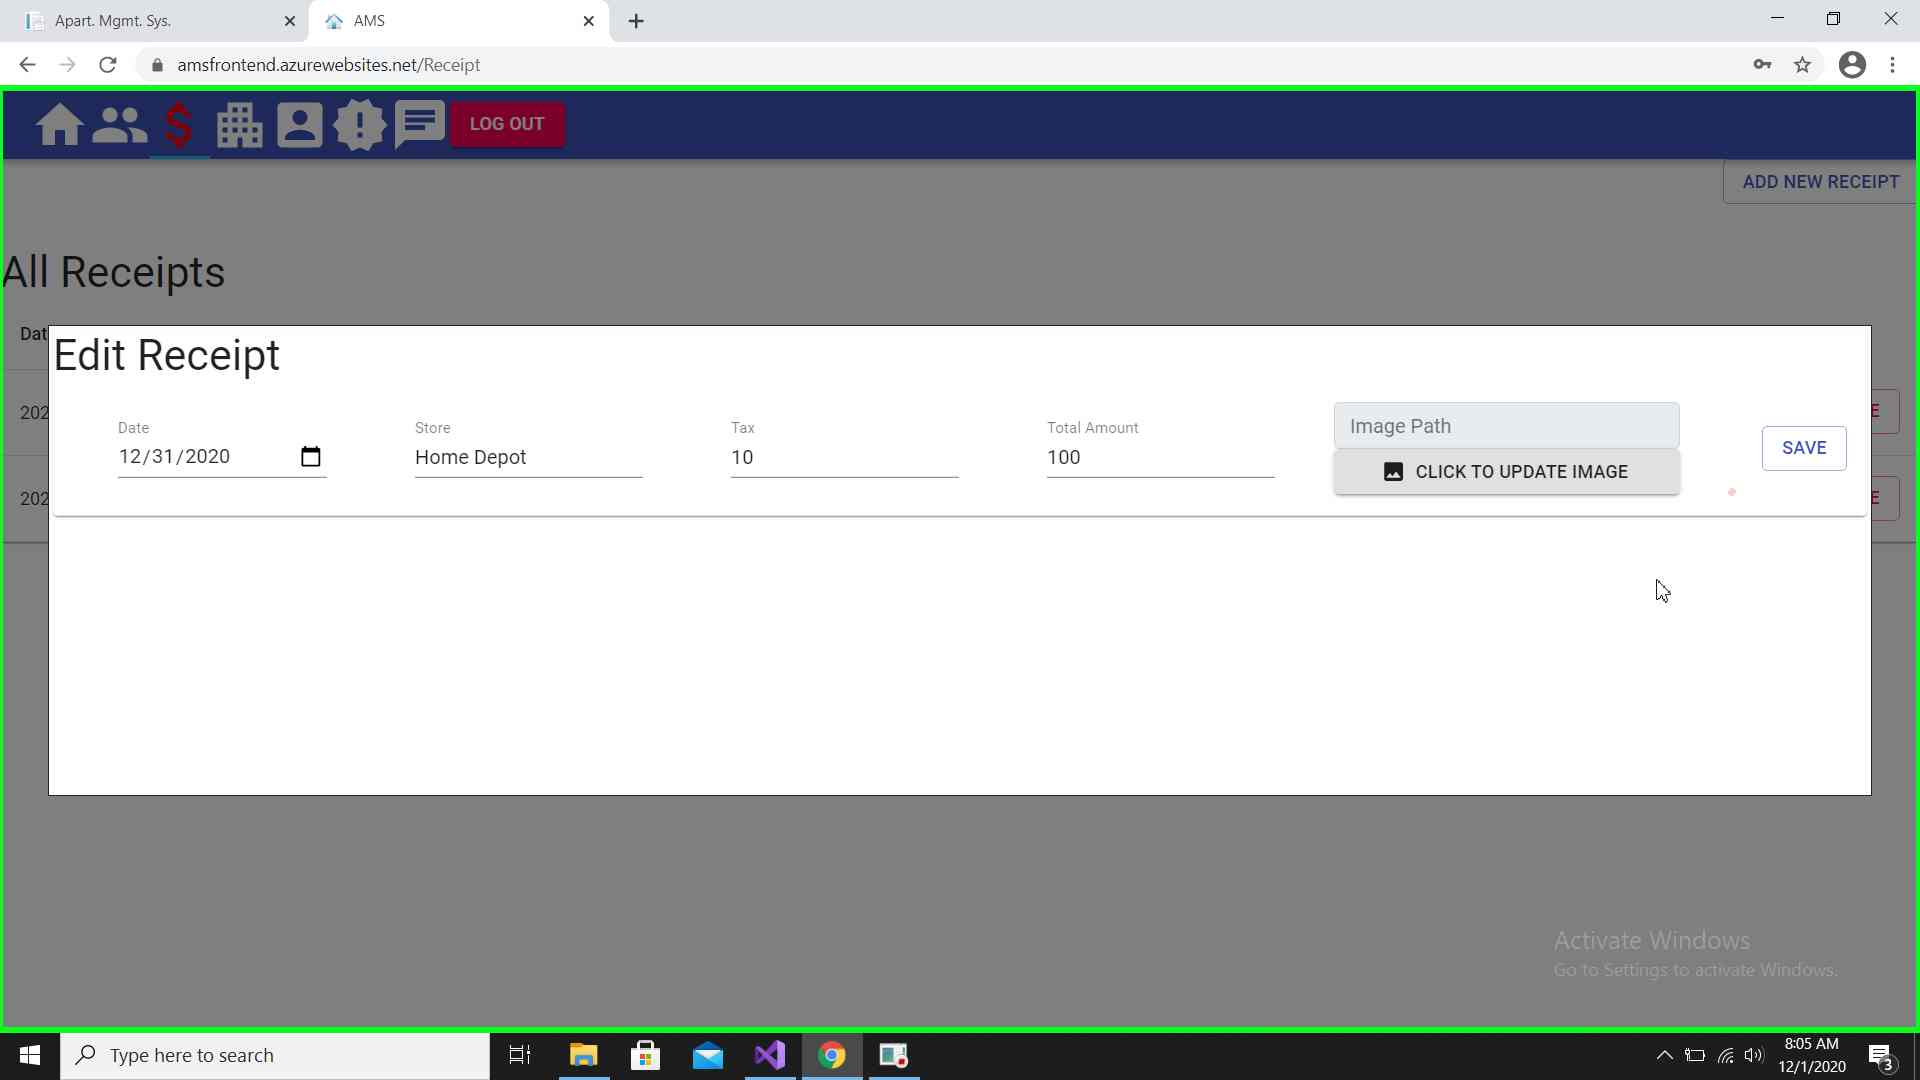 Apart. Mgmt. Sys.
AMS
amsfrontend.azurewebsites.net/Receipt
LOG OUT
ADD NEW RECEIPT
All Receipts
Dat
Edit Receipt
202
Date
Store
Tax
Total Amount
Image Path
12/31/2020
Home Depot
10
100
CLICK TO UPDATE IMAGE
SAVE
E
202
E
Activate Windows
Go to Settings to activate Windows.
Type here to search
8:05 AM
12/1/2020
3